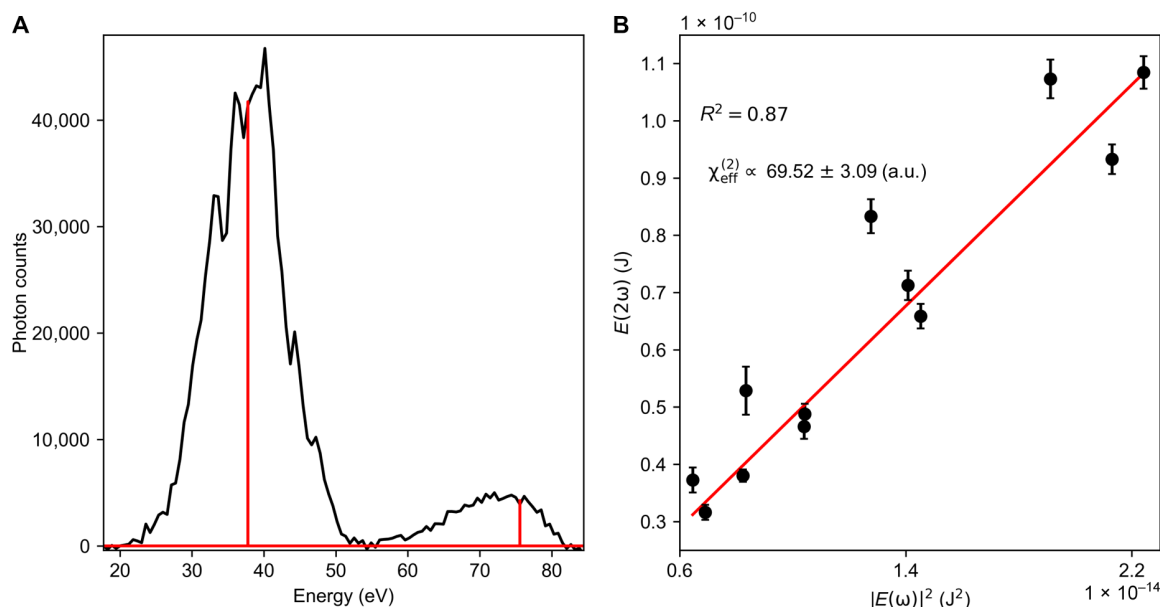 A
Photon counts
40,000
30,000
20,000
10,000
0
20 30 40 50 60 70 80
Energy (eV)
B
1 × 10⁻¹⁰
E(2ω) (J)
1.1
1.0
0.9
0.8
0.7
0.6
0.5
0.4
0.3
R² = 0.87
χ_eff^(2) ∝ 69.52 ± 3.09 (a.u.)
0.6 1.4 2.2
|E(ω)|² (J²)
1 × 10⁻¹⁴